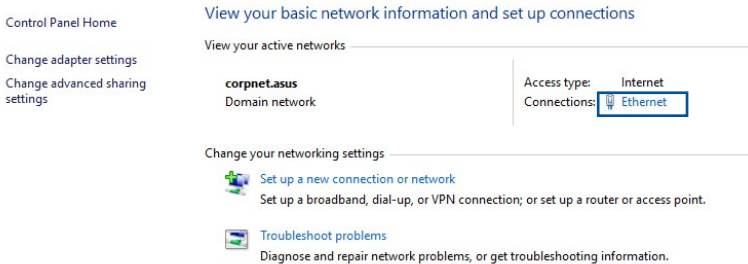 View your basic network information and set up connections
Control Panel Home
Change adapter settings
Change advanced sharing
settings
View your active networks
corpnet.asus
Domain network
Access type: Internet
Connections: Ethernet
Change your networking settings
Set up a new connection or network
Set up a broadband, dial-up, or VPN connection; or set up a router or access point.
Troubleshoot problems
Diagnose and repair network problems, or get troubleshooting information.